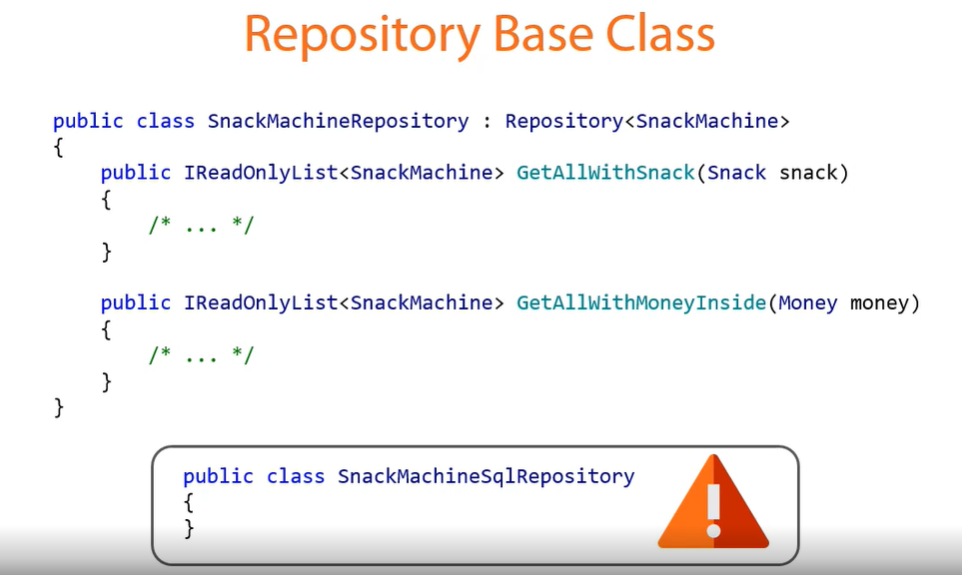 Repository Base Class
public class SnackMachineRepository : Repository<SnackMachine>
{
    public IReadOnlyList<SnackMachine> GetAllWithSnack(Snack snack)
    {
        /* ... */
    }
    public IReadOnlyList<SnackMachine> GetAllWithMoneyInside(Money money)
    {
        /* ... */
    }
}
public class SnackMachineSqlRepository
{
}